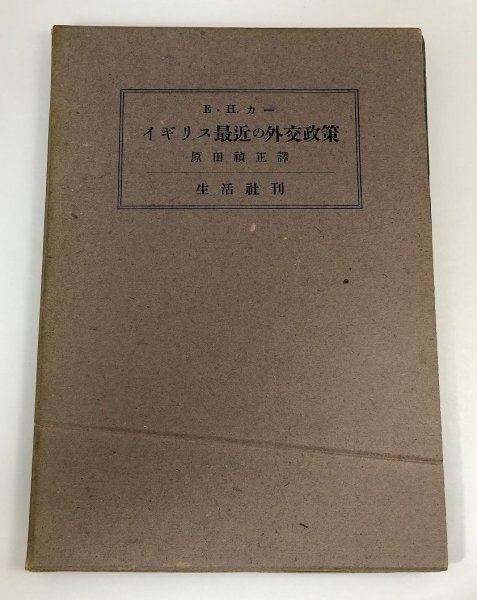 E・H.カー
イギリス最近の外交政策
原田禎正譯
生活社刊